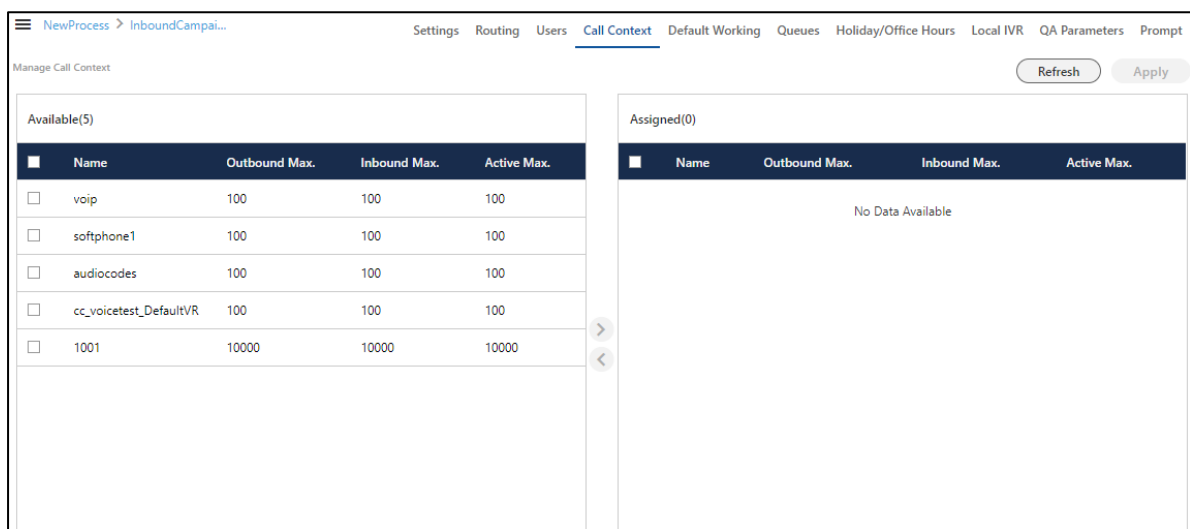 NewProcess > InboundCampai...
Settings Routing Users Call Context Default Working Queues Holiday/Office Hours Local IVR QA Parameters Prompt
Manage Call Context
Refresh Apply
Available(5)
Name Outbound Max. Inbound Max. Active Max.
voip 100 100 100
softphone1 100 100 100
audiocodes 100 100 100
cc_voicetest_DefaultVR 100 100 100
1001 10000 10000 10000
Assigned(0)
Name Outbound Max. Inbound Max. Active Max.
No Data Available